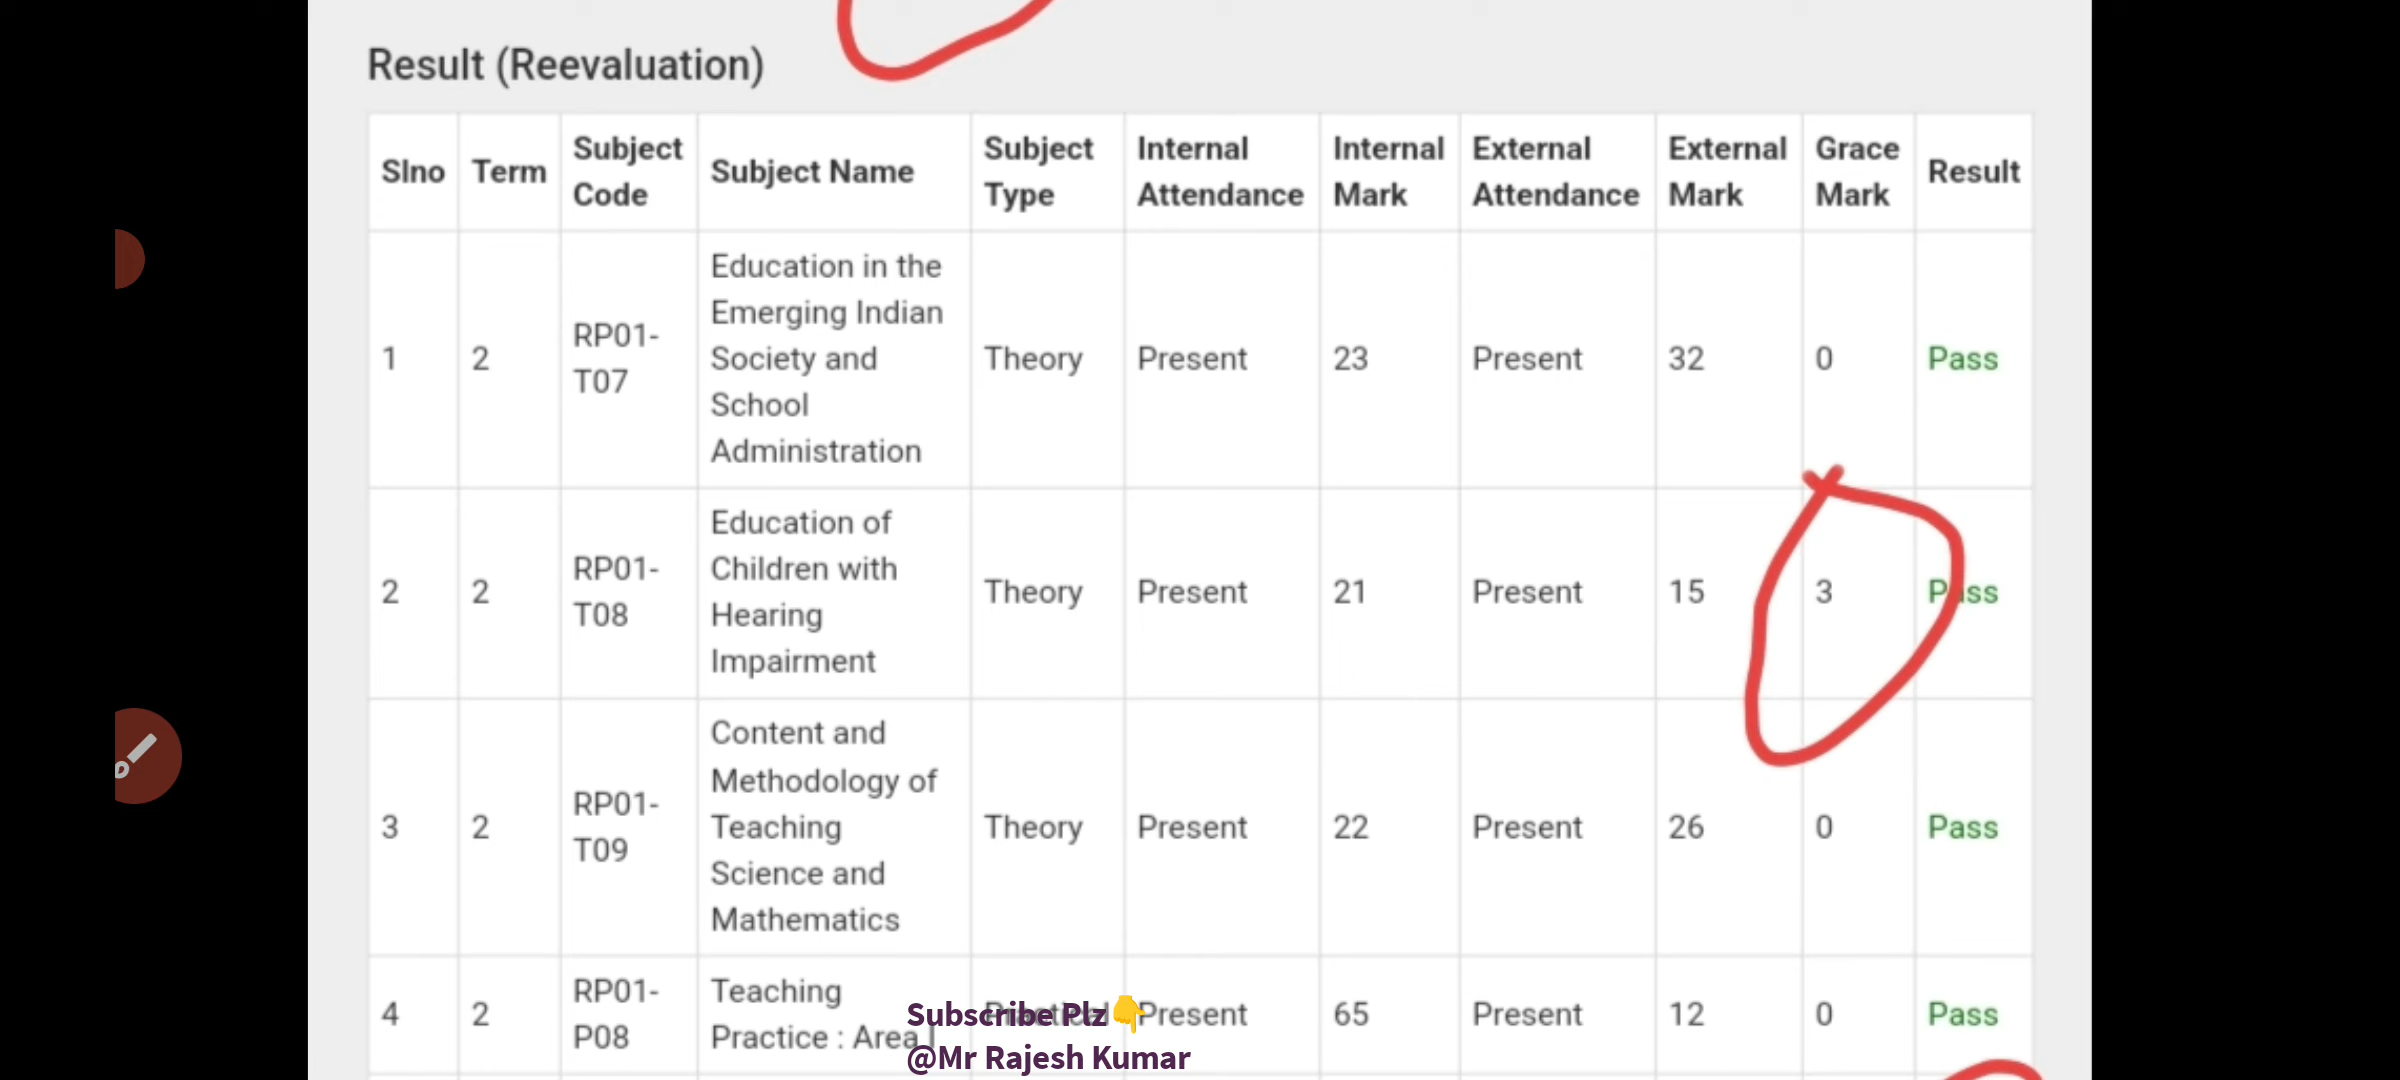 Result (Reevaluation)
Slno Term Subject Code Subject Name Subject Type Internal Attendance Internal Mark External Attendance External Mark Grace Mark Result
1 2 RP01-T07 Education in the Emerging Indian Society and School Administration Theory Present 23 Present 32 0 Pass
2 2 RP01-T08 Education of Children with Hearing Impairment Theory Present 21 Present 15 3 Pass
3 2 RP01-T09 Content and Methodology of Teaching Science and Mathematics Theory Present 22 Present 26 0 Pass
4 2 RP01-P08 Teaching Practice : Area I Practical Present 65 Present 12 0 Pass
Subscribe Plz👇
@Mr Rajesh Kumar